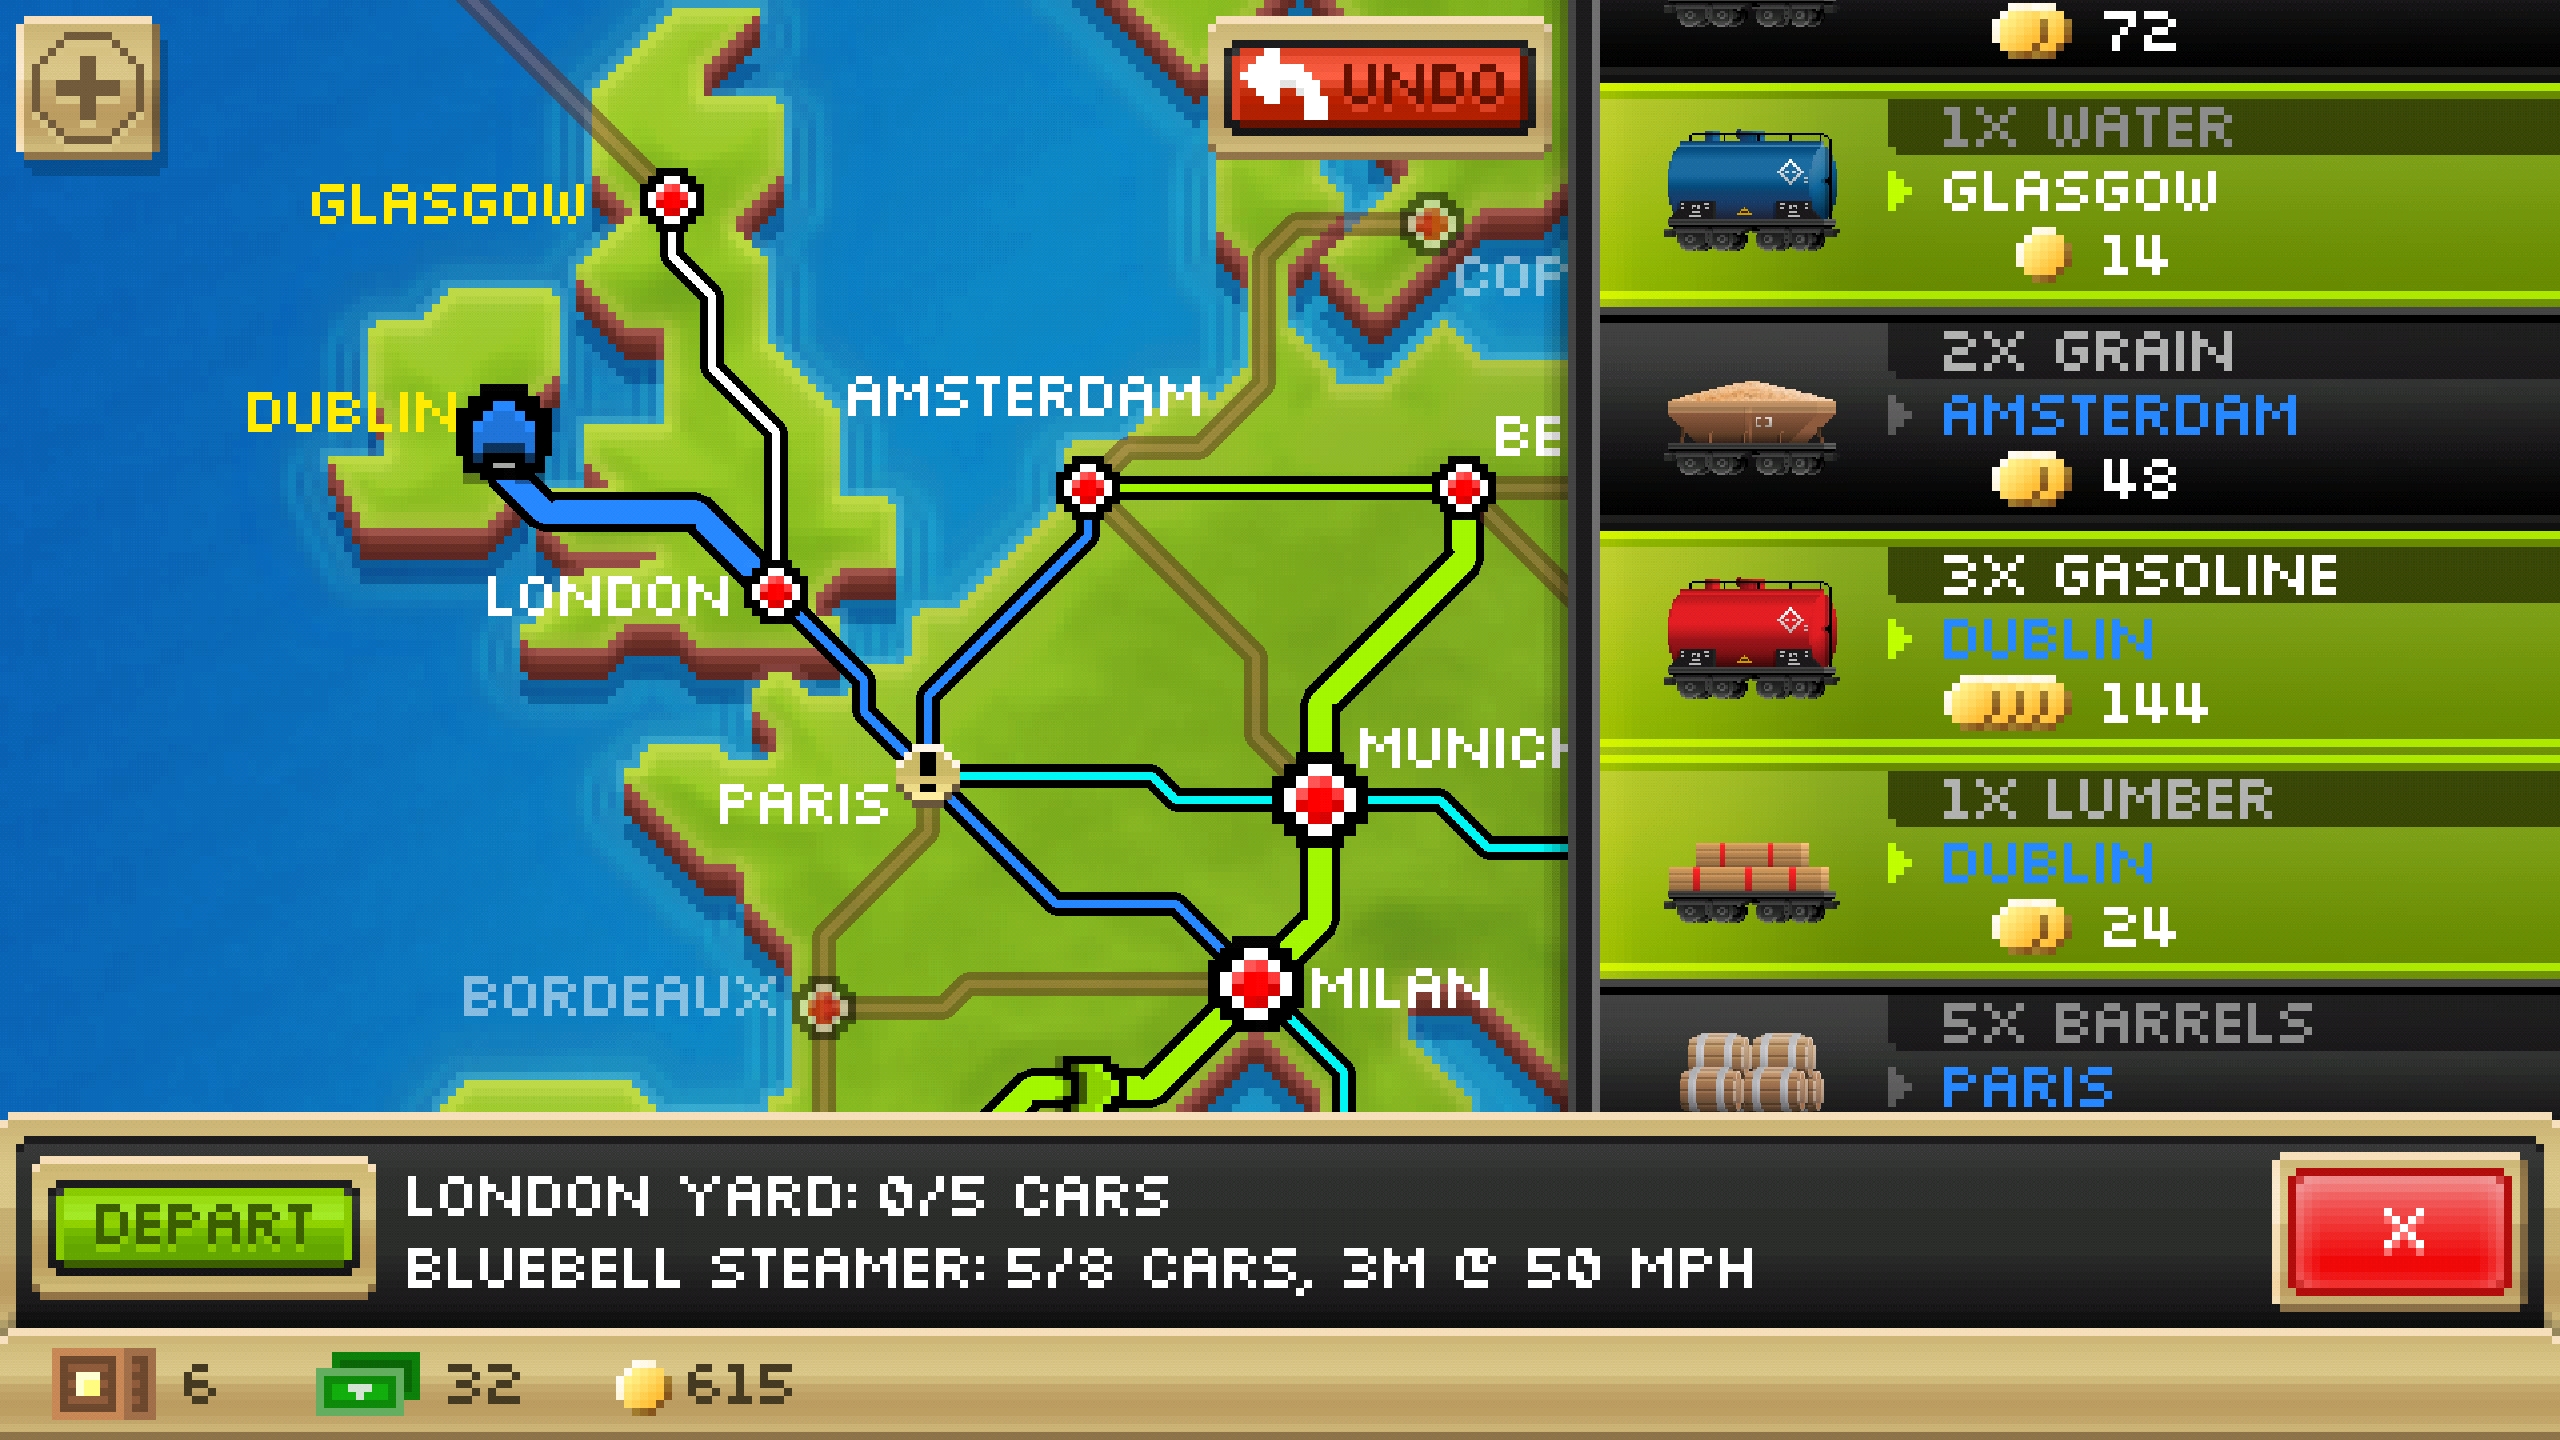 UNDO
GLASGOW
DUBLIN
AMSTERDAM
LONDON
PARIS
MUNICH
BORDEAUX
MILAN
72
1X WATER
GLASGOW
14
2X GRAIN
AMSTERDAM
48
3X GASOLINE
DUBLIN
144
1X LUMBER
DUBLIN
24
5X BARRELS
PARIS
DEPART
LONDON YARD: 0/5 CARS
BLUEBELL STEAMER: 5/8 CARS, 3M @ 50 MPH
X
6
32
615